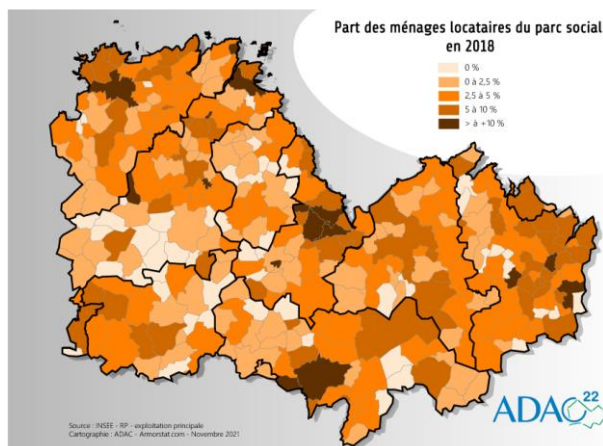 Part des ménages locataires du parc social
en 2018
0 %
0 à 2,5 %
2,5 à 5 %
5 à 10 %
> à +10 %
Source : INSEE - RP - exploitation principale
Cartographie : ADAC - Armorstat.com - Novembre 2021
ADAC 22